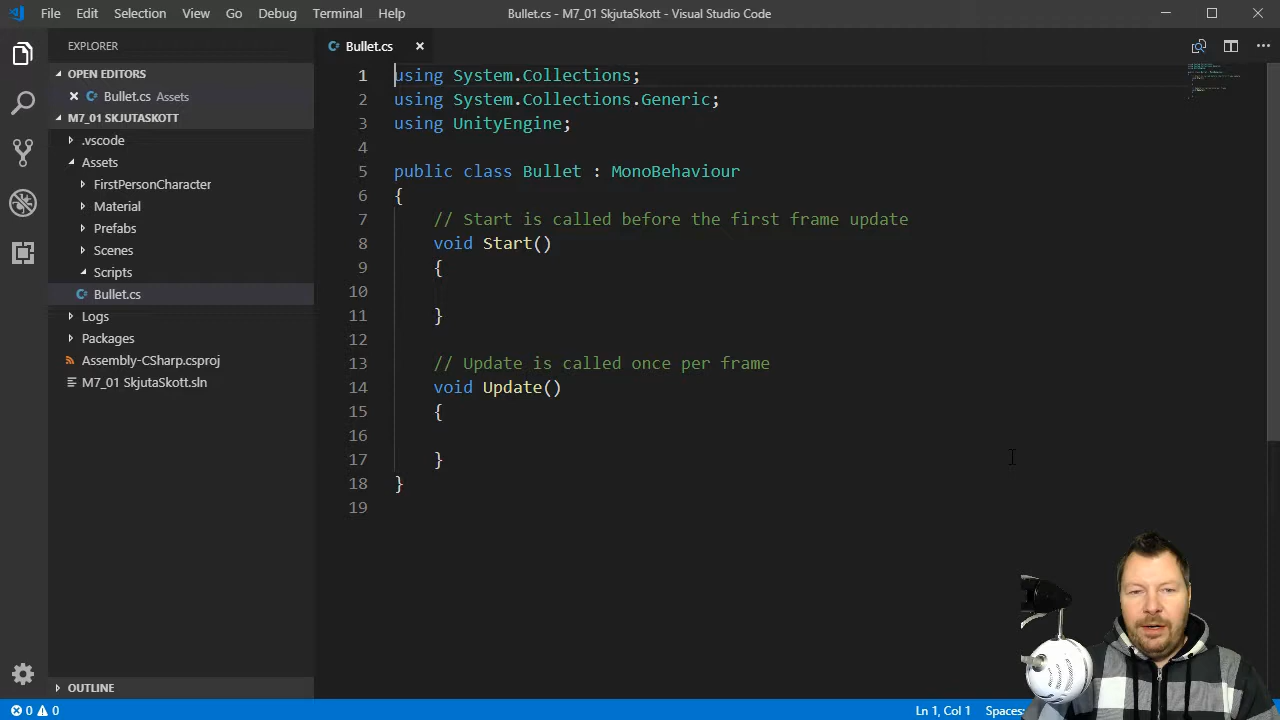 File Edit Selection View Go Debug Terminal Help
Bullet.cs - M7_01 SkjutaSkott - Visual Studio Code
EXPLORER
OPEN EDITORS
Bullet.cs Assets
M7_01 SKJUTASKOTT
.vscode
Assets
FirstPersonCharacter
Material
Prefabs
Scenes
Scripts
Bullet.cs
Logs
Packages
Assembly-CSharp.csproj
M7_01 SkjutaSkott.sln
OUTLINE
Bullet.cs
1 using System.Collections;
2 using System.Collections.Generic;
3 using UnityEngine;
4
5 public class Bullet : MonoBehaviour
6 {
7 // Start is called before the first frame update
8 void Start()
9 {
10
11 }
12
13 // Update is called once per frame
14 void Update()
15 {
16
17 }
18 }
19
0 0
Ln 1, Col 1 Spaces: